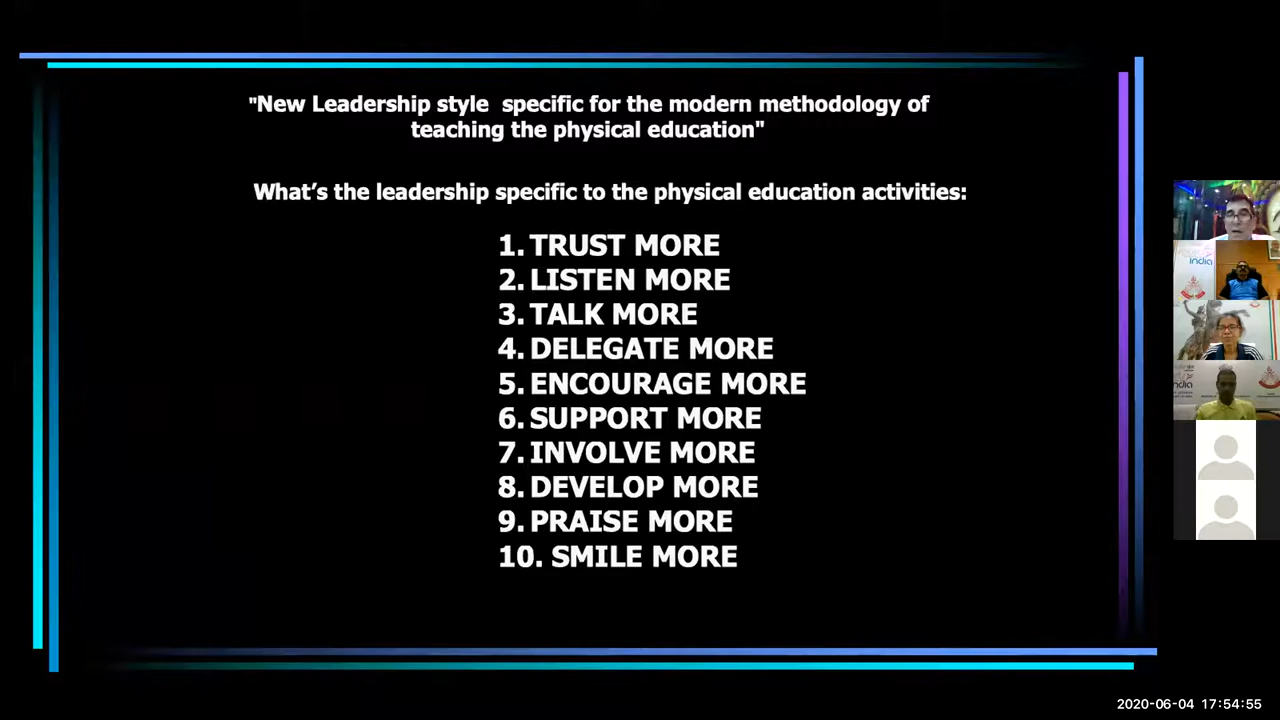 "New Leadership style specific for the modern methodology of
teaching the physical education"
What's the leadership specific to the physical education activities:
1. TRUST MORE
2. LISTEN MORE
3. TALK MORE
4. DELEGATE MORE
5. ENCOURAGE MORE
6. SUPPORT MORE
7. INVOLVE MORE
8. DEVELOP MORE
9. PRAISE MORE
10. SMILE MORE
india
india
2020-06-04 17:54:55